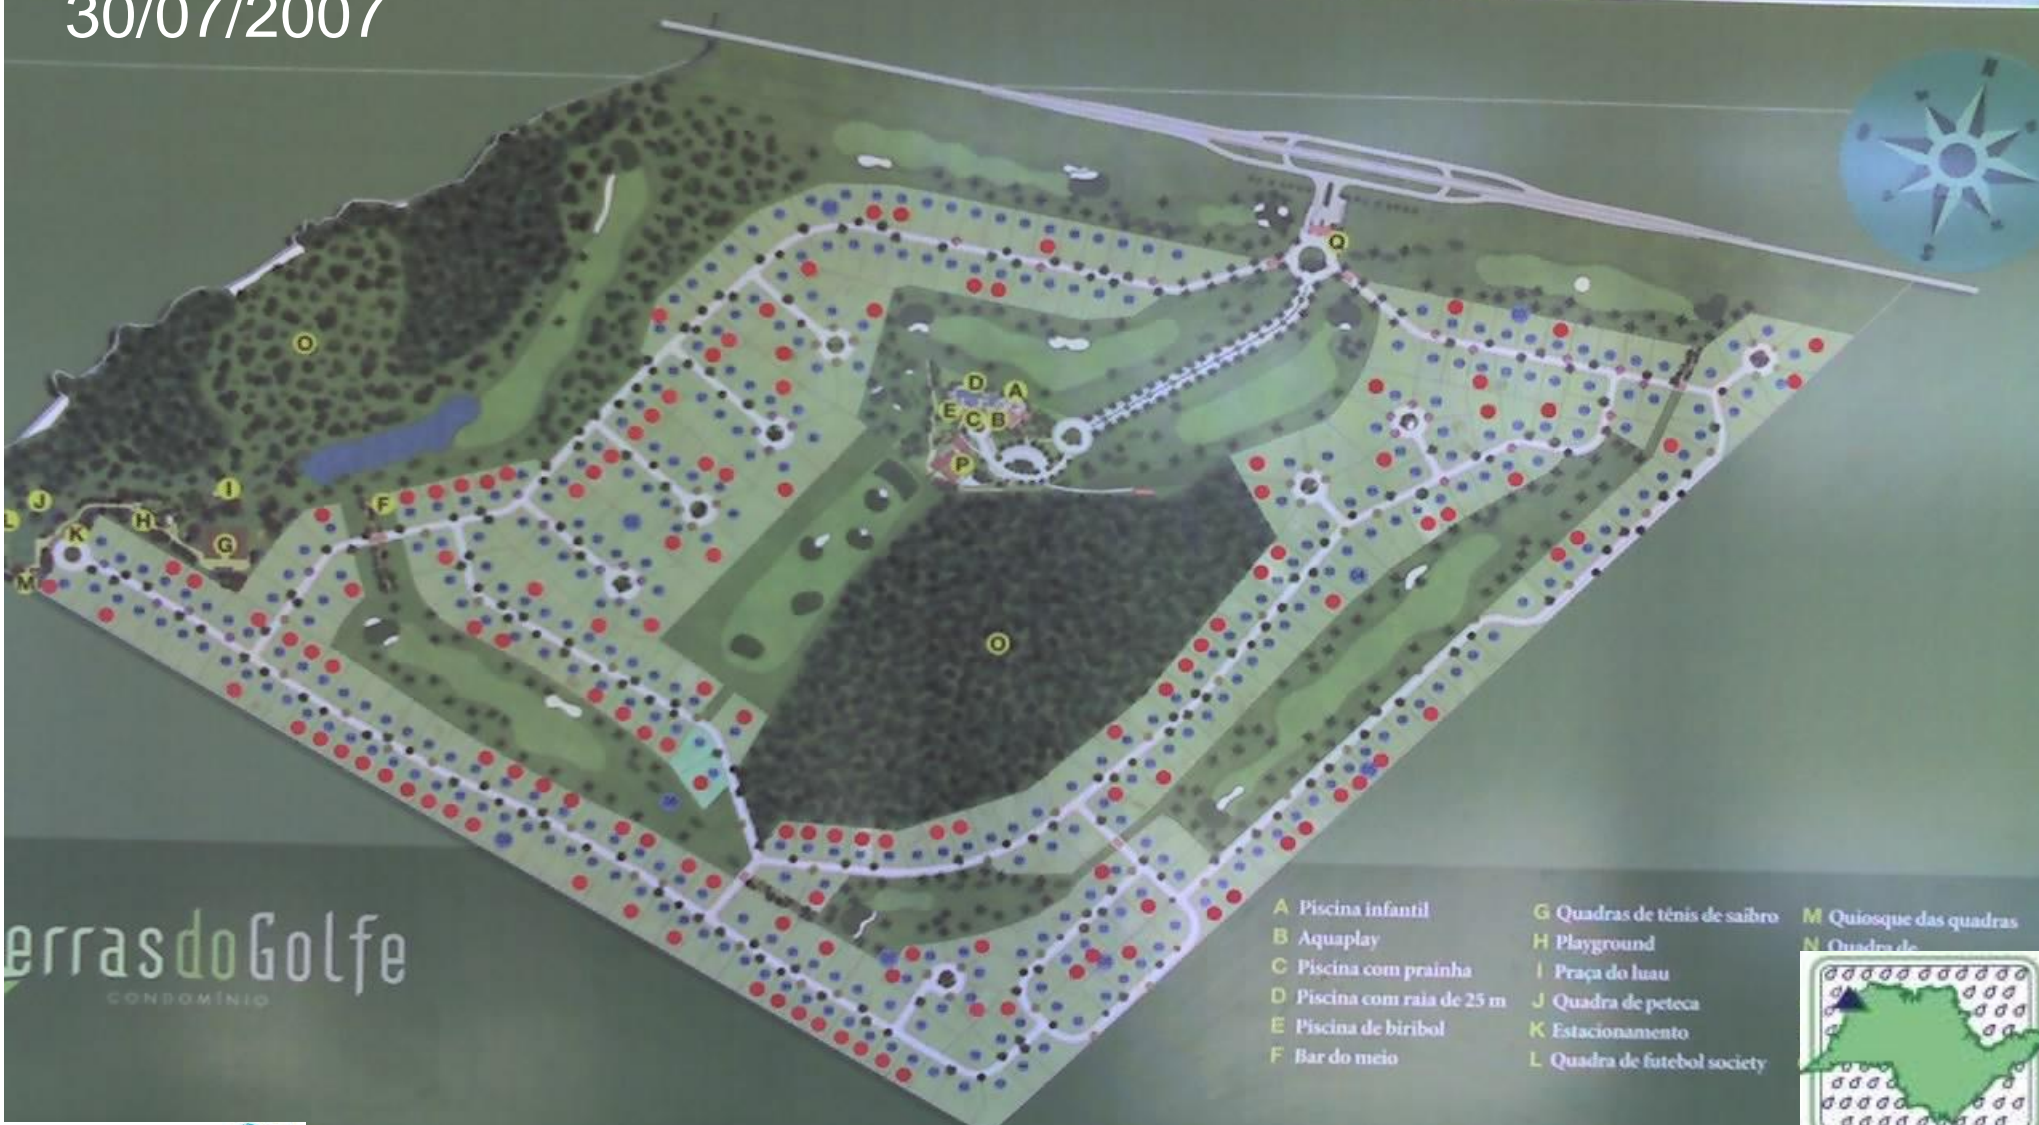 30/07/2007
N
S
Q
O
D
A
E
C
B
P
I
J
F
L
H
K
G
M
O
errasdoGolfe
CONDOMÍNIO
A Piscina infantil
B Aquaplay
C Piscina com prainha
D Piscina com raia de 25 m
E Piscina de biribol
F Bar do meio
G Quadras de tênis de saibro
H Playground
I Praça do luau
J Quadra de peteca
K Estacionamento
L Quadra de futebol society
M Quiosque das quadras
N Quadra de